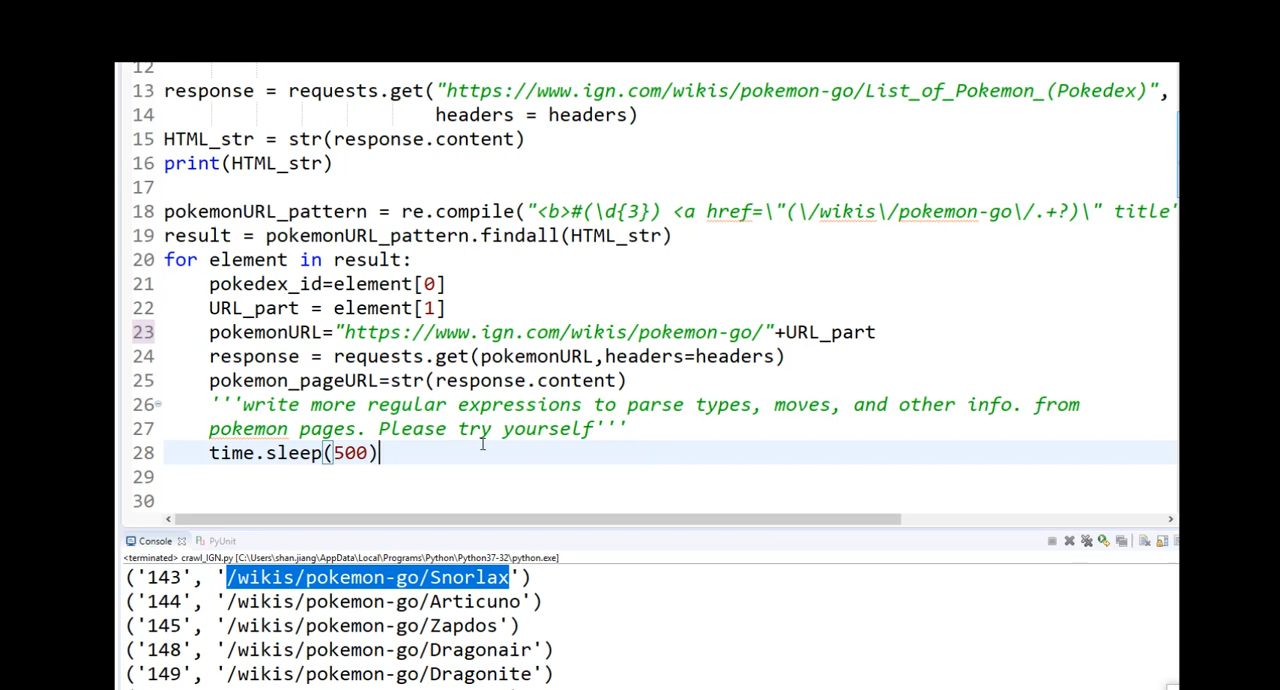 12
13 response = requests.get("https://www.ign.com/wikis/pokemon-go/List_of_Pokemon_(Pokedex)",
14 headers = headers)
15 HTML_str = str(response.content)
16 print(HTML_str)
17
18 pokemonURL_pattern = re.compile("<b>#(\d{3}) <a href=\"(\/wikis\/pokemon-go\/.+?)\" title'
19 result = pokemonURL_pattern.findall(HTML_str)
20 for element in result:
21 pokedex_id=element[0]
22 URL_part = element[1]
23 pokemonURL="https://www.ign.com/wikis/pokemon-go/"+URL_part
24 response = requests.get(pokemonURL,headers=headers)
25 pokemon_pageURL=str(response.content)
26 '''write more regular expressions to parse types, moves, and other info. from
27 pokemon pages. Please try yourself'''
28 time.sleep(500)
29
30
Console PyUnit
<terminated> crawl_IGN.py [C:\Users\shan.jiang\AppData\Local\Programs\Python\Python37-32\python.exe]
('143', '/wikis/pokemon-go/Snorlax')
('144', '/wikis/pokemon-go/Articuno')
('145', '/wikis/pokemon-go/Zapdos')
('148', '/wikis/pokemon-go/Dragonair')
('149', '/wikis/pokemon-go/Dragonite')